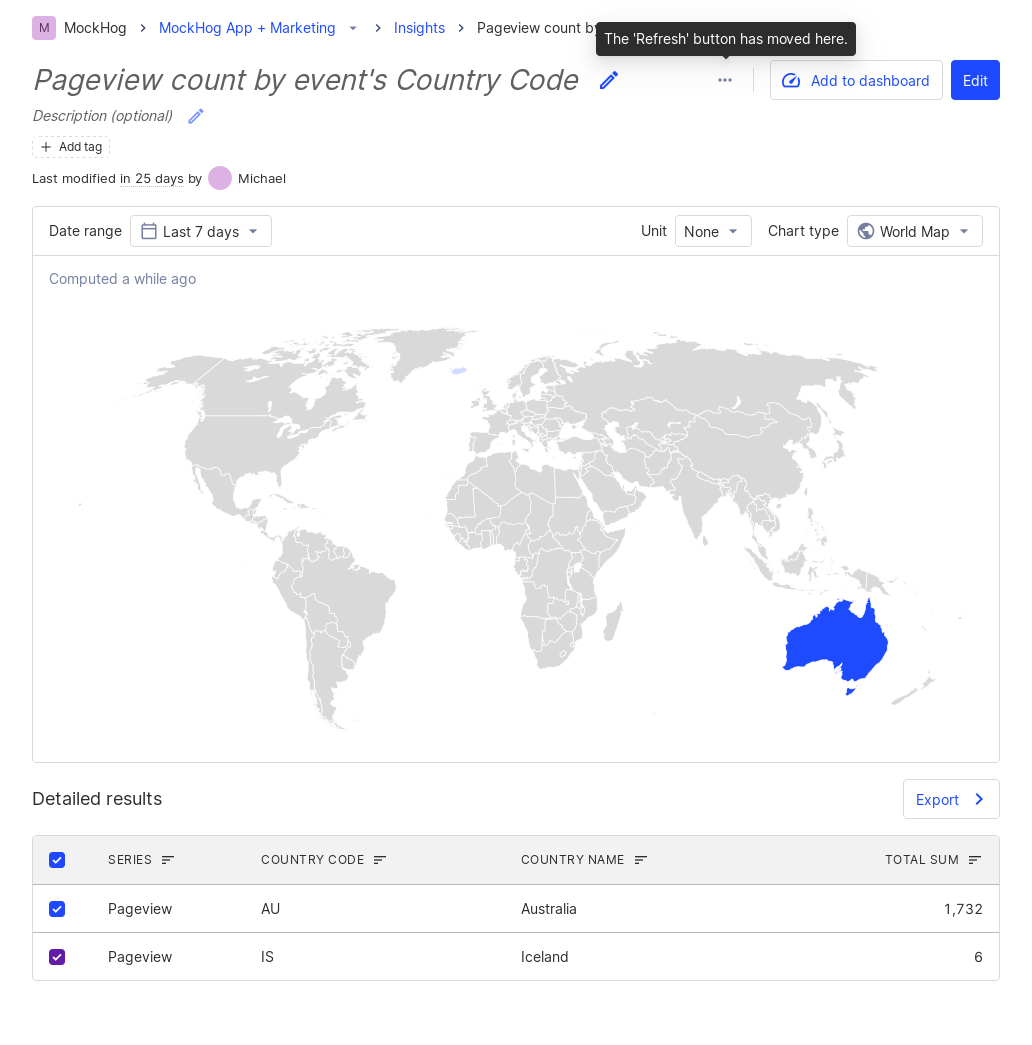 M MockHog MockHog App + Marketing Insights Pageview count by
The 'Refresh' button has moved here.
Pageview count by event's Country Code
Add to dashboard Edit
Description (optional)
Add tag
Last modified in 25 days by Michael
Date range Last 7 days Unit None Chart type World Map
Computed a while ago
Detailed results Export
SERIES COUNTRY CODE COUNTRY NAME TOTAL SUM
Pageview AU Australia 1,732
Pageview IS Iceland 6